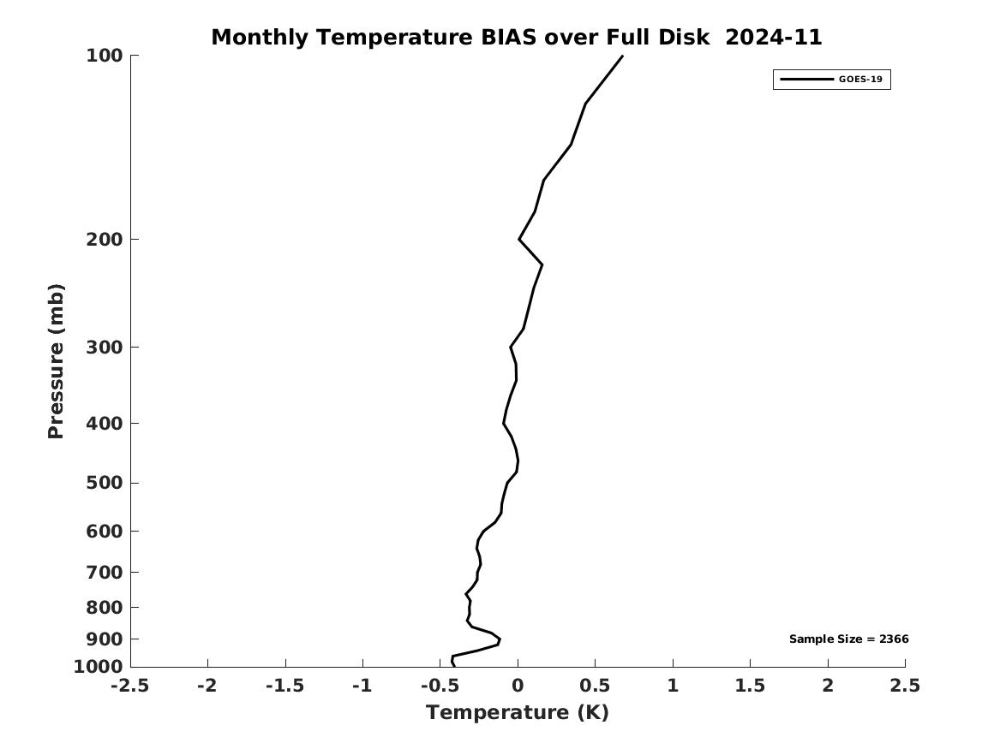 Monthly Temperature BIAS over Full Disk  2024-11
GOES-19
Pressure (mb)
100
200
300
400
500
600
700
800
900
1000
Sample Size = 2366
-2.5 -2 -1.5 -1 -0.5 0 0.5 1 1.5 2 2.5
Temperature (K)